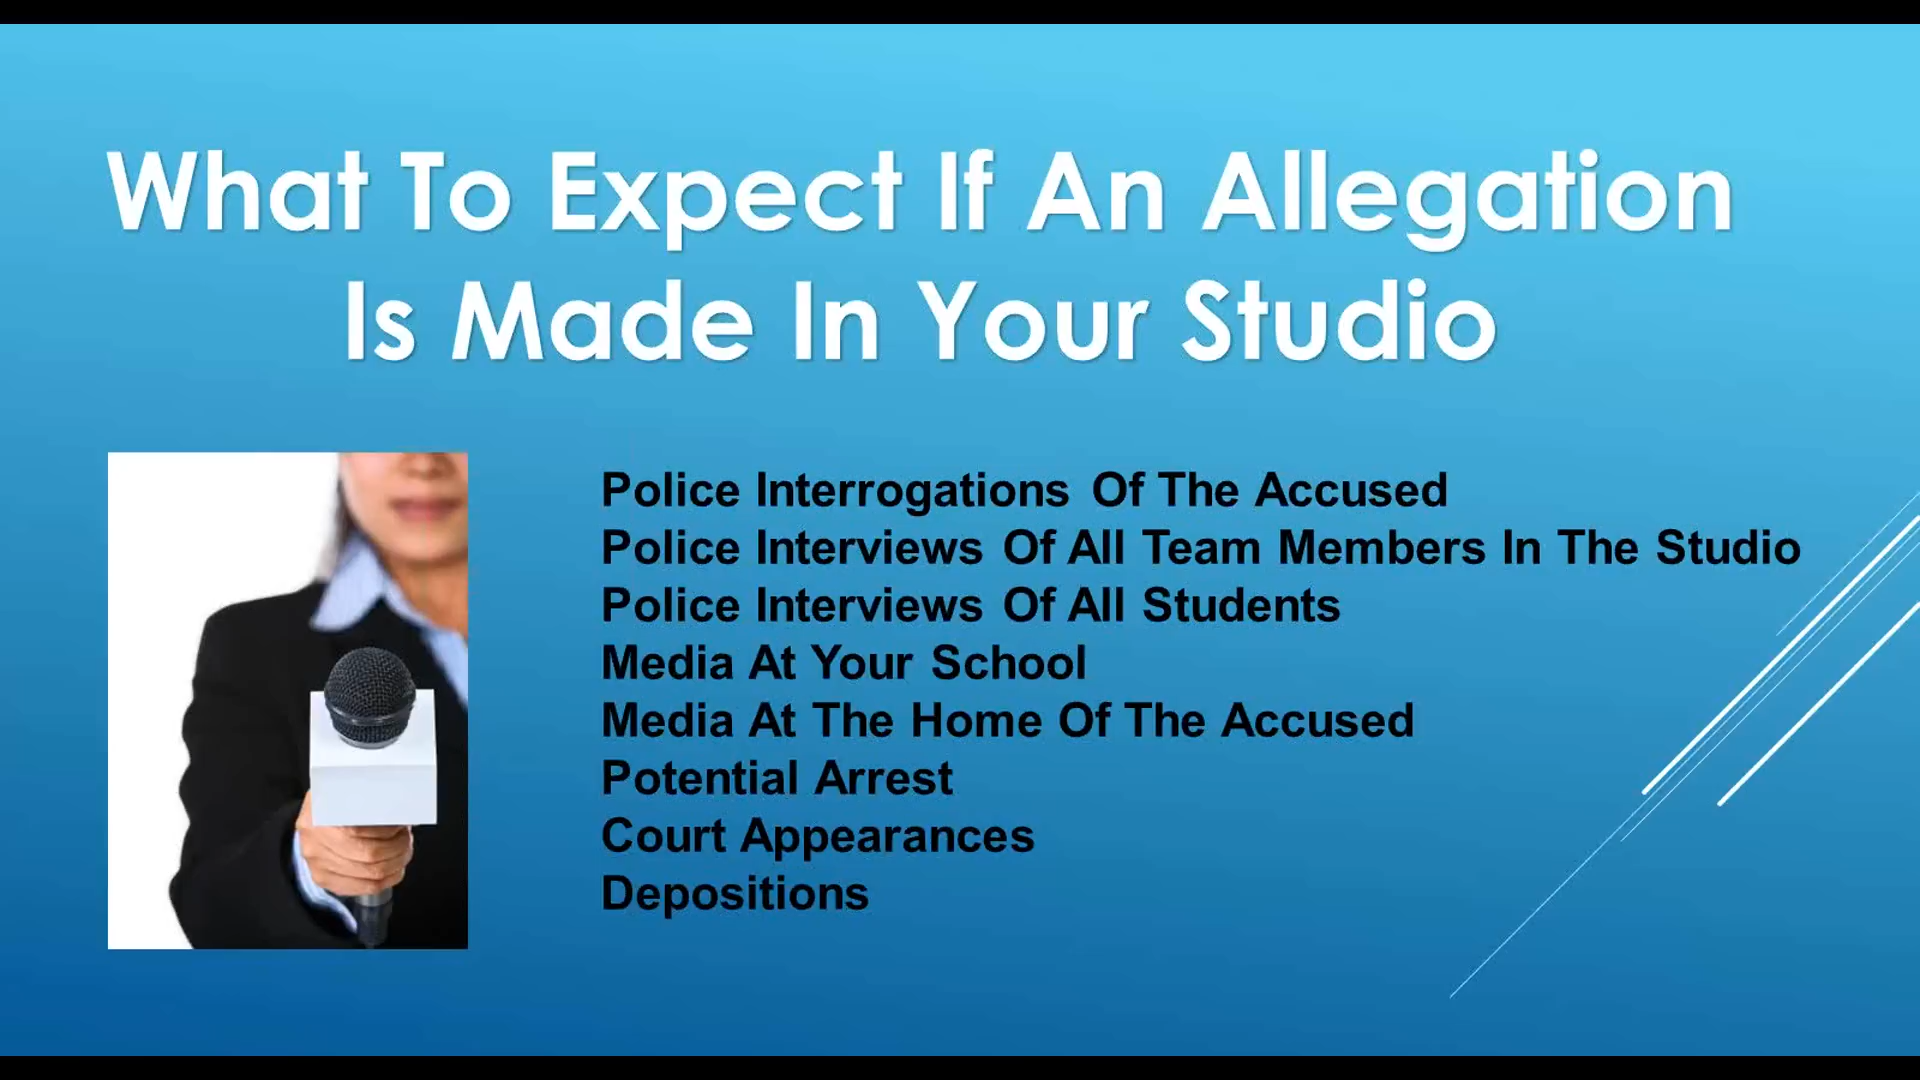 What To Expect If An Allegation
Is Made In Your Studio
Police Interrogations Of The Accused
Police Interviews Of All Team Members In The Studio
Police Interviews Of All Students
Media At Your School
Media At The Home Of The Accused
Potential Arrest
Court Appearances
Depositions